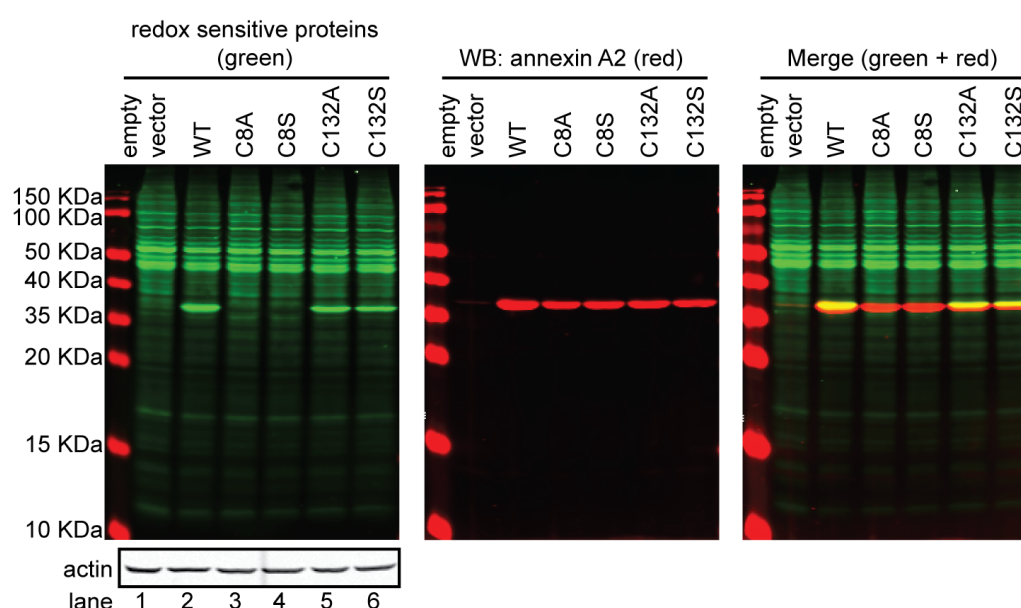 redox sensitive proteins
(green)
WB: annexin A2 (red)
Merge (green + red)
empty
vector
WT
C8A
C8S
C132A
C132S
empty
vector
WT
C8A
C8S
C132A
C132S
empty
vector
WT
C8A
C8S
C132A
C132S
150 KDa
100 KDa
50 KDa
40 KDa
35 KDa
20 KDa
15 KDa
10 KDa
actin
lane 1 2 3 4 5 6